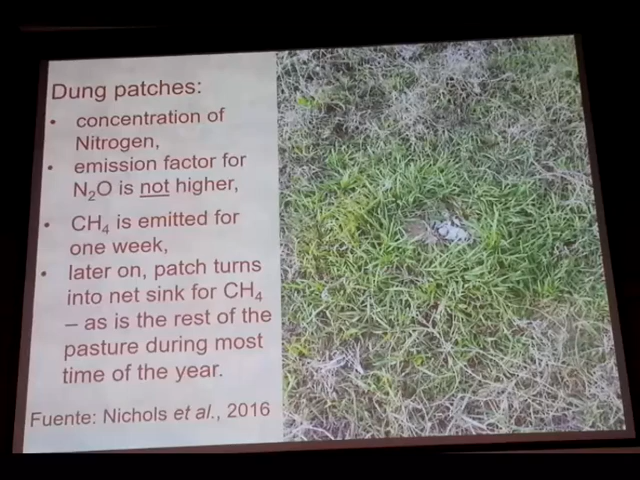 Dung patches:
• concentration of
Nitrogen,
• emission factor for
N₂O is not higher,
• CH₄ is emitted for
one week,
• later on, patch turns
into net sink for CH₄
– as is the rest of the
pasture during most
time of the year.
Fuente: Nichols et al., 2016